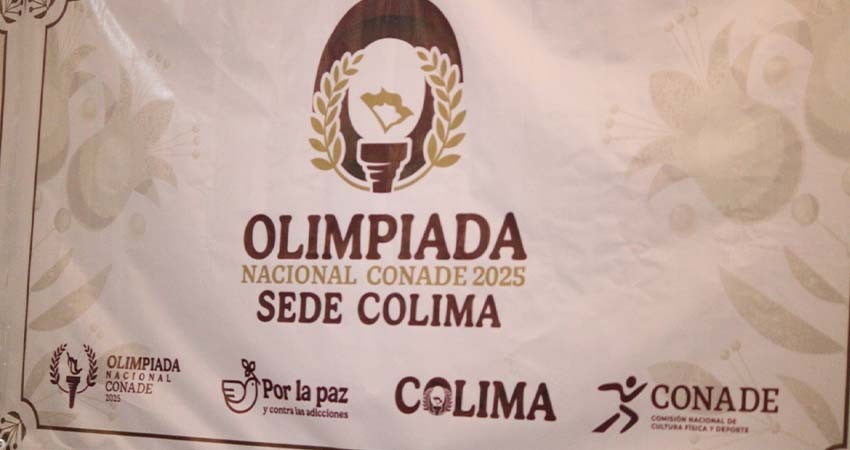 OLIMPIADA
NACIONAL CONADE 2025
SEDE COLIMA
OLIMPIADA
NACIONAL
CONADE
2025
Por la paz
y contra las adicciones
COLIMA
CONADE
COMISIÓN NACIONAL DE
CULTURA FÍSICA Y DEPORTE